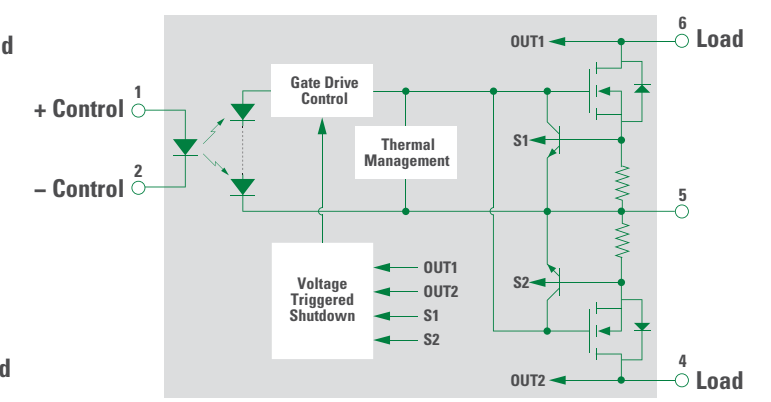 6
OUT1
Load
d
Gate Drive
Control
1
+ Control
S1
Thermal
Management
2
– Control
5
OUT1
S2
Voltage
Triggered
Shutdown
OUT2
S1
S2
4
d
OUT2
Load